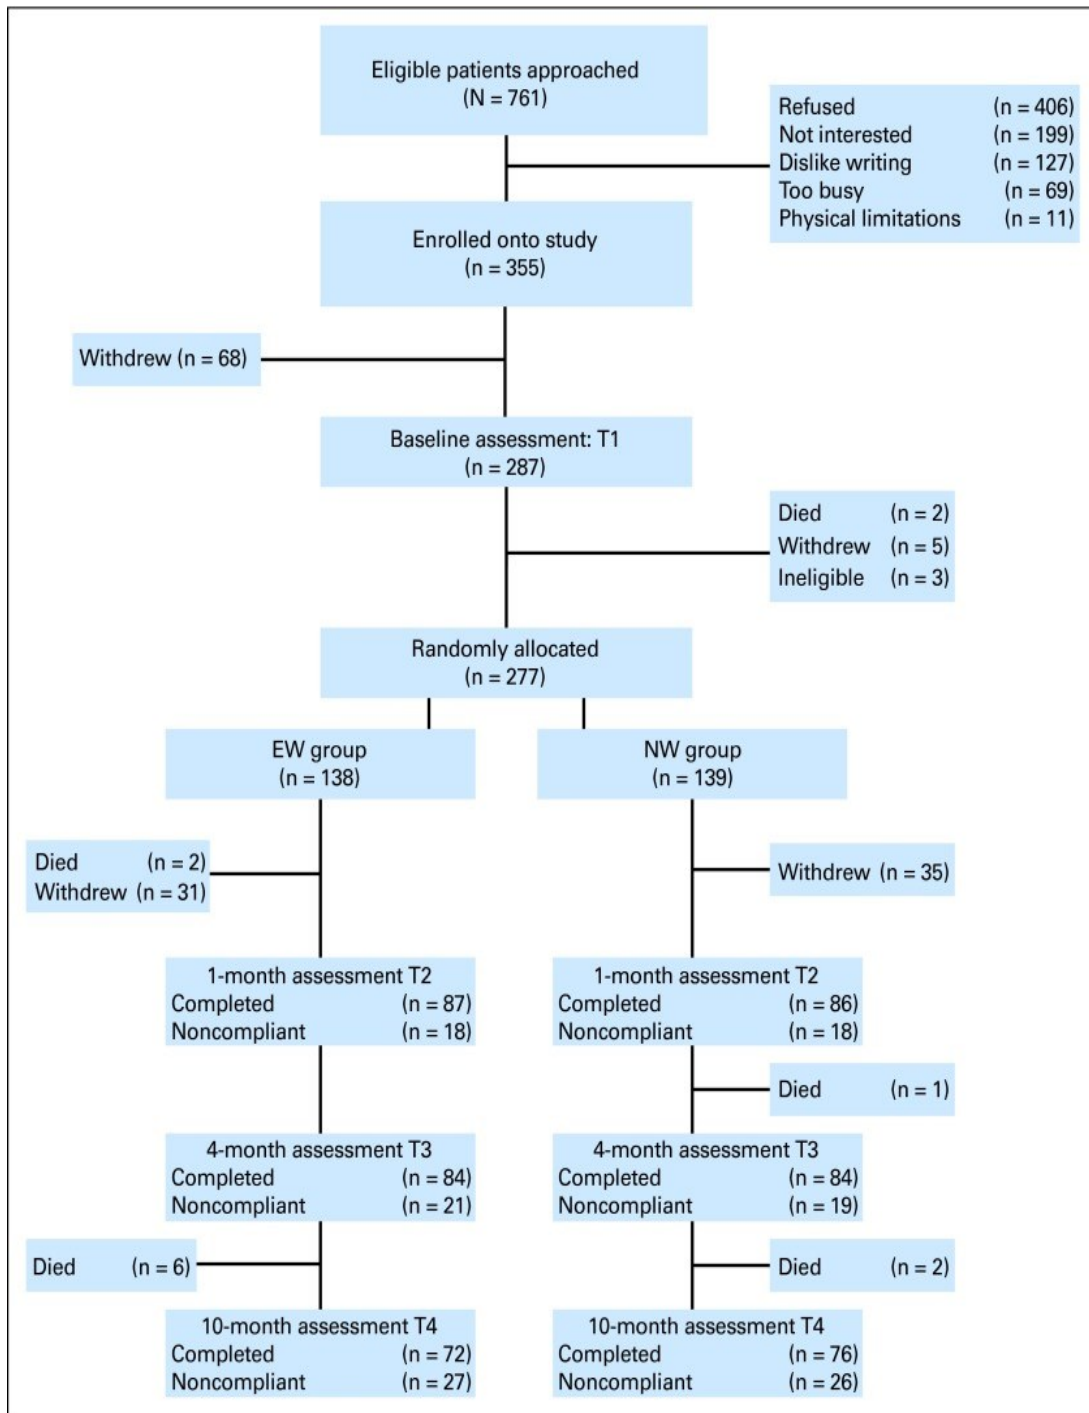 Eligible patients approached
(N = 761)
Refused (n = 406)
Not interested (n = 199)
Dislike writing (n = 127)
Too busy (n = 69)
Physical limitations (n = 11)
Enrolled onto study
(n = 355)
Withdrew (n = 68)
Baseline assessment: T1
(n = 287)
Died (n = 2)
Withdrew (n = 5)
Ineligible (n = 3)
Randomly allocated
(n = 277)
EW group
(n = 138)
NW group
(n = 139)
Died (n = 2)
Withdrew (n = 31)
Withdrew (n = 35)
1-month assessment T2
Completed (n = 87)
Noncompliant (n = 18)
1-month assessment T2
Completed (n = 86)
Noncompliant (n = 18)
Died (n = 1)
4-month assessment T3
Completed (n = 84)
Noncompliant (n = 21)
4-month assessment T3
Completed (n = 84)
Noncompliant (n = 19)
Died (n = 6)
Died (n = 2)
10-month assessment T4
Completed (n = 72)
Noncompliant (n = 27)
10-month assessment T4
Completed (n = 76)
Noncompliant (n = 26)